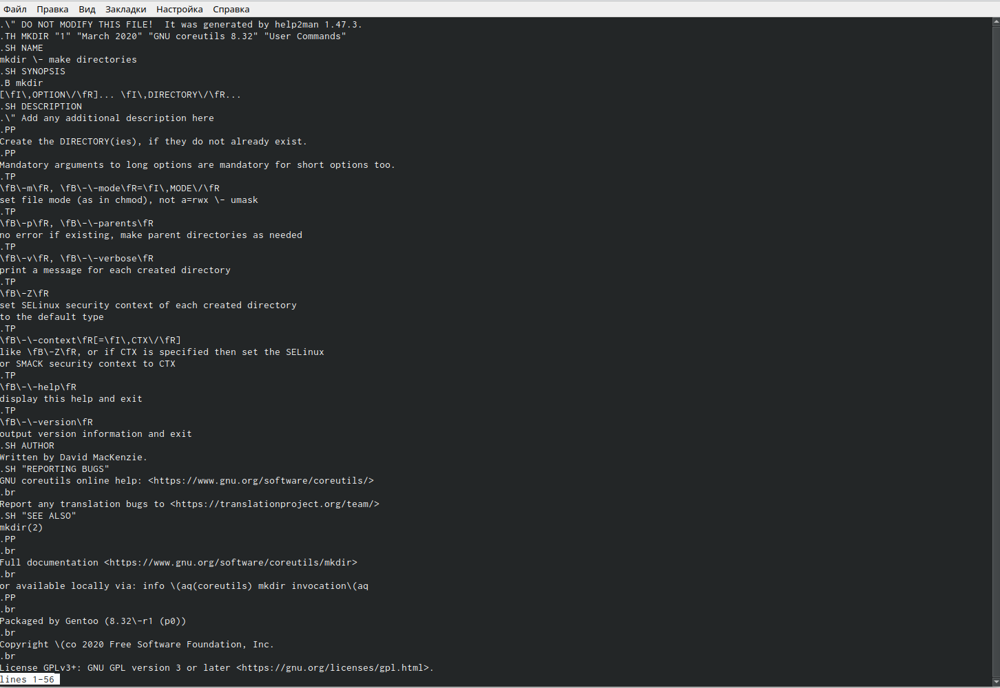 Файл Правка Вид Закладки Настройка Справка
.\" DO NOT MODIFY THIS FILE!  It was generated by help2man 1.47.3.
.TH MKDIR "1" "March 2020" "GNU coreutils 8.32" "User Commands"
.SH NAME
mkdir \- make directories
.SH SYNOPSIS
.B mkdir
[\fI\,OPTION\/\fR]... \fI\,DIRECTORY\/\fR...
.SH DESCRIPTION
.\" Add any additional description here
.PP
Create the DIRECTORY(ies), if they do not already exist.
.PP
Mandatory arguments to long options are mandatory for short options too.
.TP
\fB\-m\fR, \fB\-\-mode\fR=\fI\,MODE\/\fR
set file mode (as in chmod), not a=rwx \- umask
.TP
\fB\-p\fR, \fB\-\-parents\fR
no error if existing, make parent directories as needed
.TP
\fB\-v\fR, \fB\-\-verbose\fR
print a message for each created directory
.TP
\fB\-Z\fR
set SELinux security context of each created directory
to the default type
.TP
\fB\-\-context\fR[=\fI\,CTX\/\fR]
like \fB\-Z\fR, or if CTX is specified then set the SELinux
or SMACK security context to CTX
.TP
\fB\-\-help\fR
display this help and exit
.TP
\fB\-\-version\fR
output version information and exit
.SH AUTHOR
Written by David MacKenzie.
.SH "REPORTING BUGS"
GNU coreutils online help: <https://www.gnu.org/software/coreutils/>
.br
Report any translation bugs to <https://translationproject.org/team/>
.SH "SEE ALSO"
mkdir(2)
.PP
.br
Full documentation <https://www.gnu.org/software/coreutils/mkdir>
.br
or available locally via: info \(aq(coreutils) mkdir invocation\(aq
.PP
.br
Packaged by Gentoo (8.32\-r1 (p0))
.br
Copyright \(co 2020 Free Software Foundation, Inc.
.br
License GPLv3+: GNU GPL version 3 or later <https://gnu.org/licenses/gpl.html>.
lines 1-56